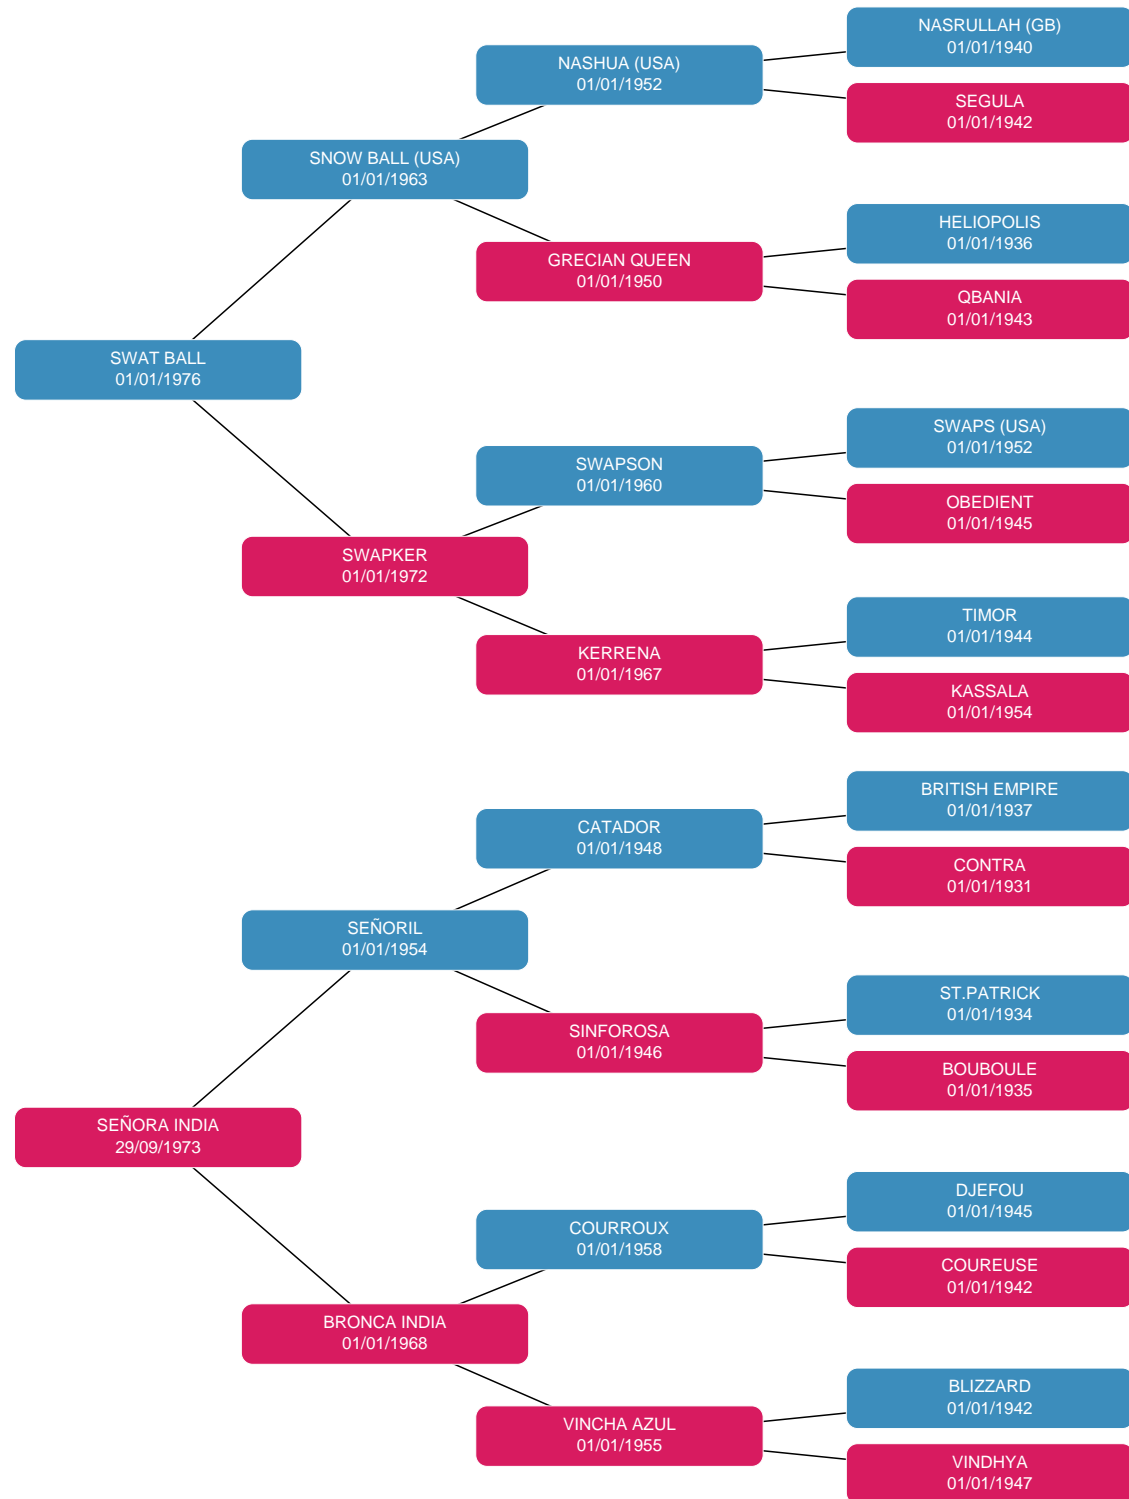 NASRULLAH (GB)
01/01/1940
NASHUA (USA)
01/01/1952
SEGULA
01/01/1942
SNOW BALL (USA)
01/01/1963
HELIOPOLIS
01/01/1936
GRECIAN QUEEN
01/01/1950
QBANIA
01/01/1943
SWAT BALL
01/01/1976
SWAPS (USA)
01/01/1952
SWAPSON
01/01/1960
OBEDIENT
01/01/1945
SWAPKER
01/01/1972
TIMOR
01/01/1944
KERRENA
01/01/1967
KASSALA
01/01/1954
BRITISH EMPIRE
01/01/1937
CATADOR
01/01/1948
CONTRA
01/01/1931
SEÑORIL
01/01/1954
ST.PATRICK
01/01/1934
SINFOROSA
01/01/1946
BOUBOULE
01/01/1935
SEÑORA INDIA
29/09/1973
DJEFOU
01/01/1945
COURROUX
01/01/1958
COUREUSE
01/01/1942
BRONCA INDIA
01/01/1968
BLIZZARD
01/01/1942
VINCHA AZUL
01/01/1955
VINDHYA
01/01/1947